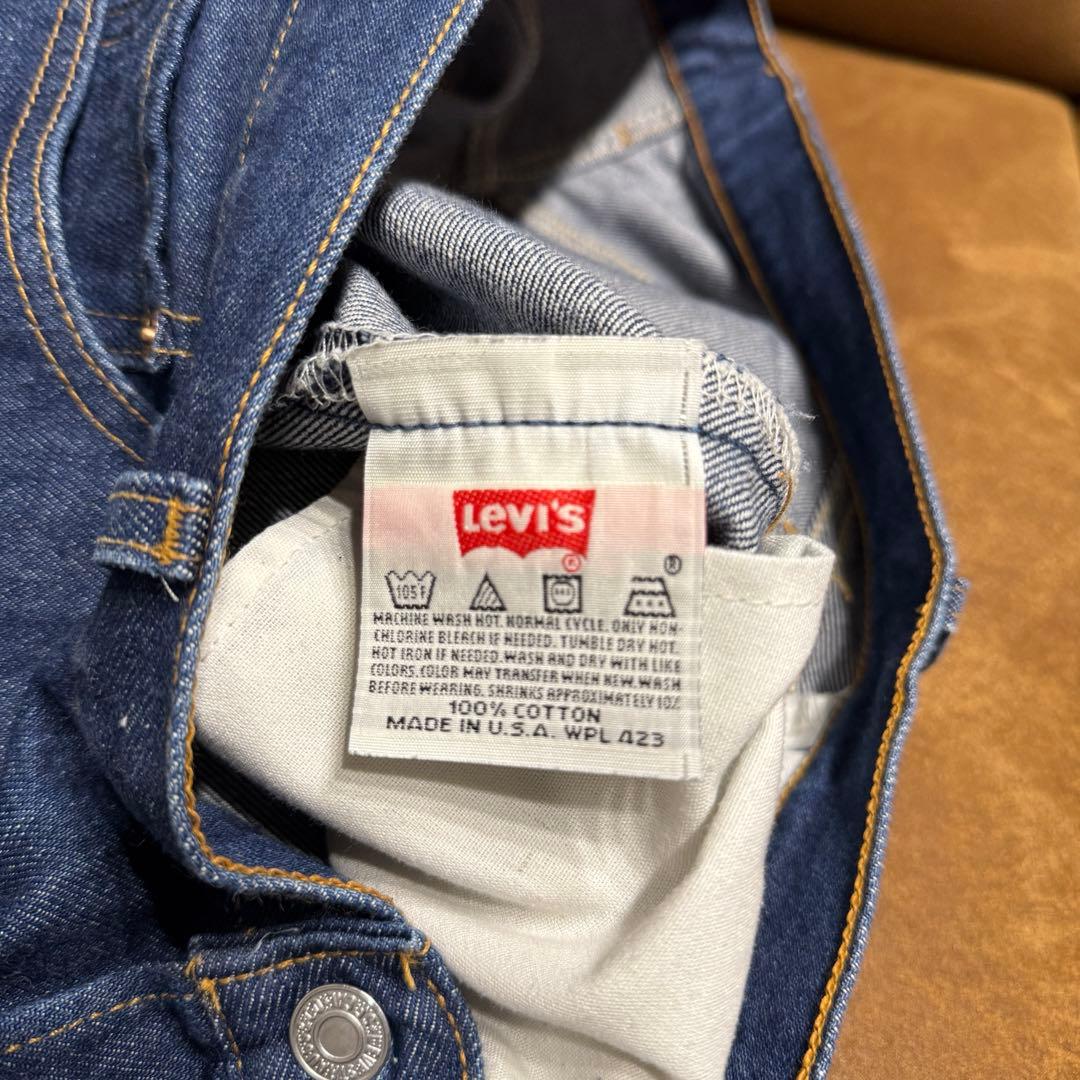 LEVI'S
®
®
105F
MACHINE WASH HOT. NORMAL CYCLE. ONLY NON-
CHLORINE BLEACH IF NEEDED. TUMBLE DRY HOT.
HOT IRON IF NEEDED. WASH AND DRY WITH LIKE
COLORS. COLOR MAY TRANSFER WHEN NEW. WASH
BEFORE WEARING. SHRINKS APPROXIMATELY 10%
100% COTTON
MADE IN U.S.A. WPL 423